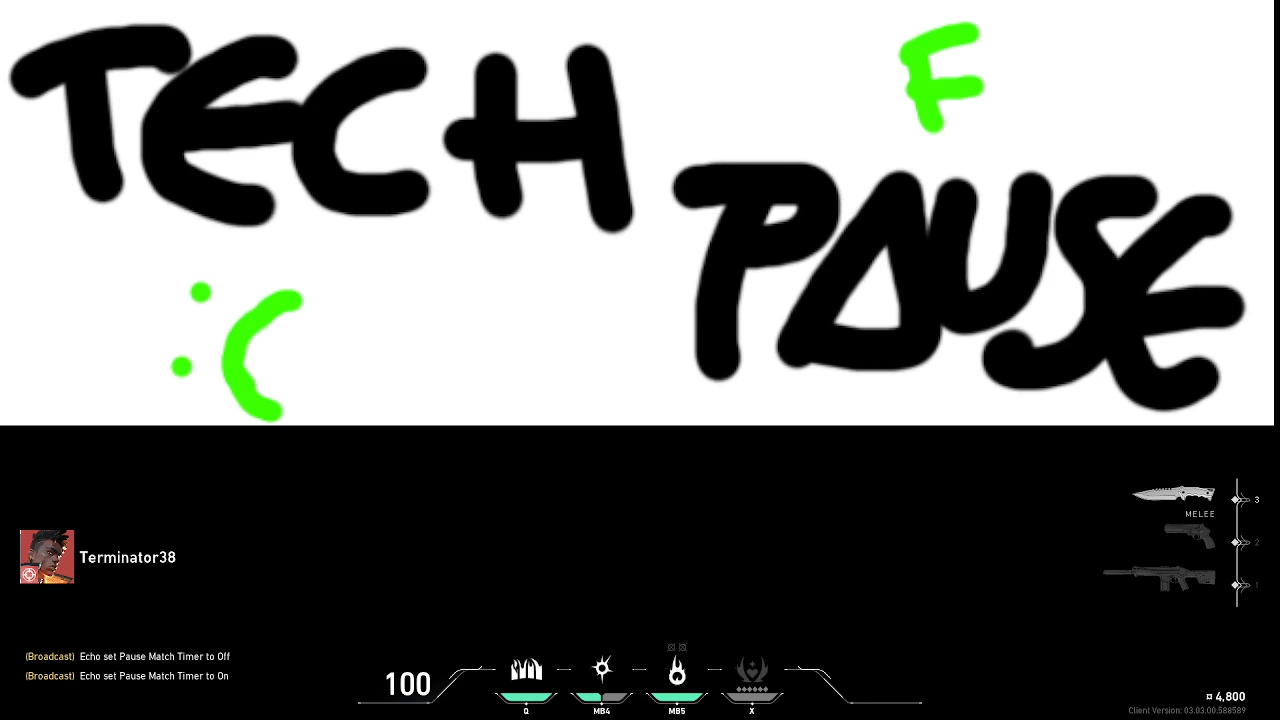 TECH
F
PAUSE
:(
3
MELEE
2
Terminator38
1
(Broadcast) Echo set Pause Match Timer to Off
(Broadcast) Echo set Pause Match Timer to On
100
Q
MB4
MB5
X
¤ 4,800
Client Version: 03.03.00.588589